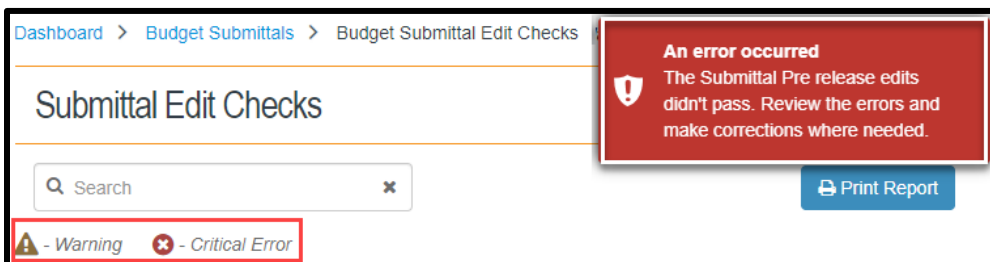 Dashboard > Budget Submittals > Budget Submittal Edit Checks
An error occurred
The Submittal Pre release edits
didn't pass. Review the errors and
make corrections where needed.
Submittal Edit Checks
Search
Print Report
- Warning - Critical Error